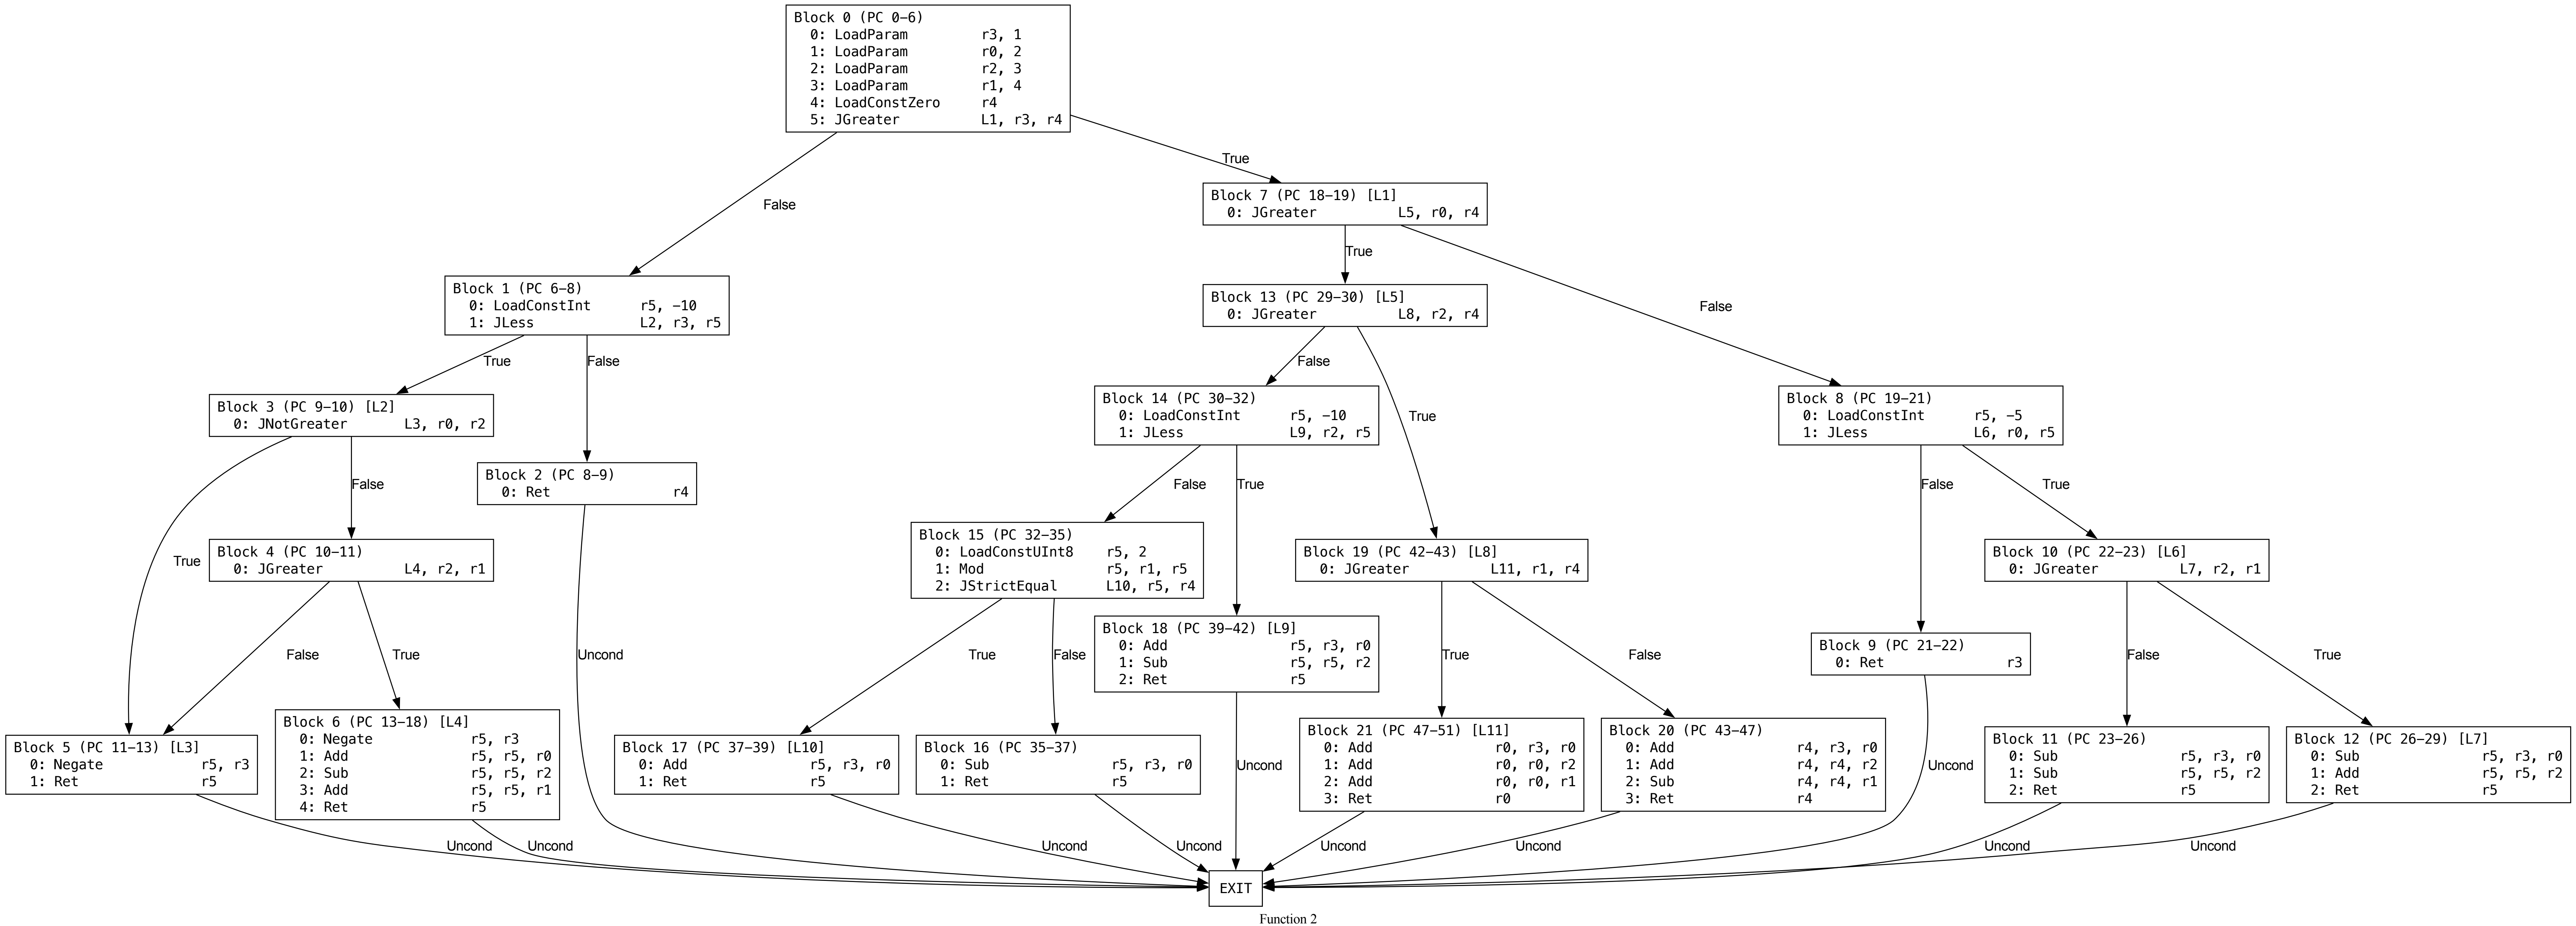 Block 0 (PC 0-6)
0: LoadParam r3, 1
1: LoadParam r0, 2
2: LoadParam r2, 3
3: LoadParam r1, 4
4: LoadConstZero r4
5: JGreater L1, r3, r4
True
False
Block 7 (PC 18-19) [L1]
0: JGreater L5, r0, r4
True
False
Block 1 (PC 6-8)
0: LoadConstInt r5, -10
1: JLess L2, r3, r5
True
False
Block 13 (PC 29-30) [L5]
0: JGreater L8, r2, r4
False
True
Block 3 (PC 9-10) [L2]
0: JNotGreater L3, r0, r2
True
False
Block 14 (PC 30-32)
0: LoadConstInt r5, -10
1: JLess L9, r2, r5
False
True
Block 8 (PC 19-21)
0: LoadConstInt r5, -5
1: JLess L6, r0, r5
False
True
Block 2 (PC 8-9)
0: Ret r4
Uncond
Block 4 (PC 10-11)
0: JGreater L4, r2, r1
False
True
Block 15 (PC 32-35)
0: LoadConstUInt8 r5, 2
1: Mod r5, r1, r5
2: JStrictEqual L10, r5, r4
True
False
Block 19 (PC 42-43) [L8]
0: JGreater L11, r1, r4
True
False
Block 10 (PC 22-23) [L6]
0: JGreater L7, r2, r1
False
True
Block 18 (PC 39-42) [L9]
0: Add r5, r3, r0
1: Sub r5, r5, r2
2: Ret r5
Uncond
Block 9 (PC 21-22)
0: Ret r3
Uncond
Block 5 (PC 11-13) [L3]
0: Negate r5, r3
1: Ret r5
Uncond
Block 6 (PC 13-18) [L4]
0: Negate r5, r3
1: Add r5, r5, r0
2: Sub r5, r5, r2
3: Add r5, r5, r1
4: Ret r5
Uncond
Block 17 (PC 37-39) [L10]
0: Add r5, r3, r0
1: Ret r5
Uncond
Block 16 (PC 35-37)
0: Sub r5, r3, r0
1: Ret r5
Uncond
Block 21 (PC 47-51) [L11]
0: Add r0, r3, r0
1: Add r0, r0, r2
2: Add r0, r0, r1
3: Ret r0
Uncond
Block 20 (PC 43-47)
0: Add r4, r3, r0
1: Add r4, r4, r2
2: Sub r4, r4, r1
3: Ret r4
Uncond
Block 11 (PC 23-26)
0: Sub r5, r3, r0
1: Sub r5, r5, r2
2: Ret r5
Uncond
Block 12 (PC 26-29) [L7]
0: Sub r5, r3, r0
1: Add r5, r5, r2
2: Ret r5
Uncond
EXIT
Function 2